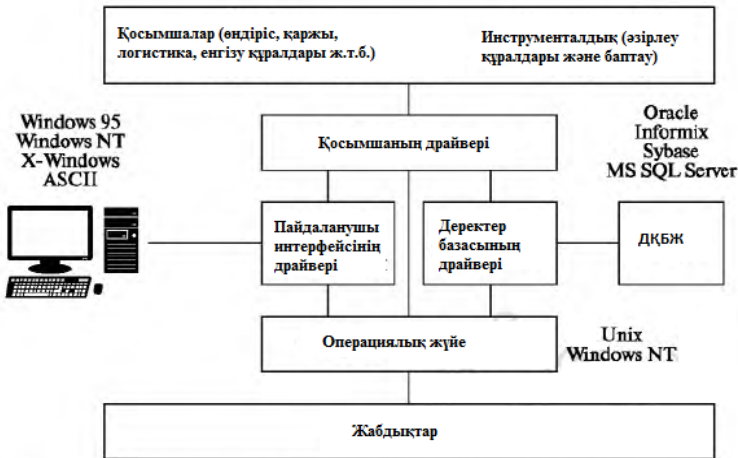 Қосымшалар (өндіріс, қаржы,
логистика, енгізу құралдары ж.т.б.)
Инструменталдық (әзірлеу
құралдары және баптау)
Windows 95
Windows NT
X-Windows
ASCII
Қосымшаның драйвері
Oracle
Informix
Sybase
MS SQL Server
Пайдаланушы
интерфейсінің
драйвері
Деректер
базасының
драйвері
ДҚБЖ
Операциялық жүйе
Unix
Windows NT
Жабдықтар